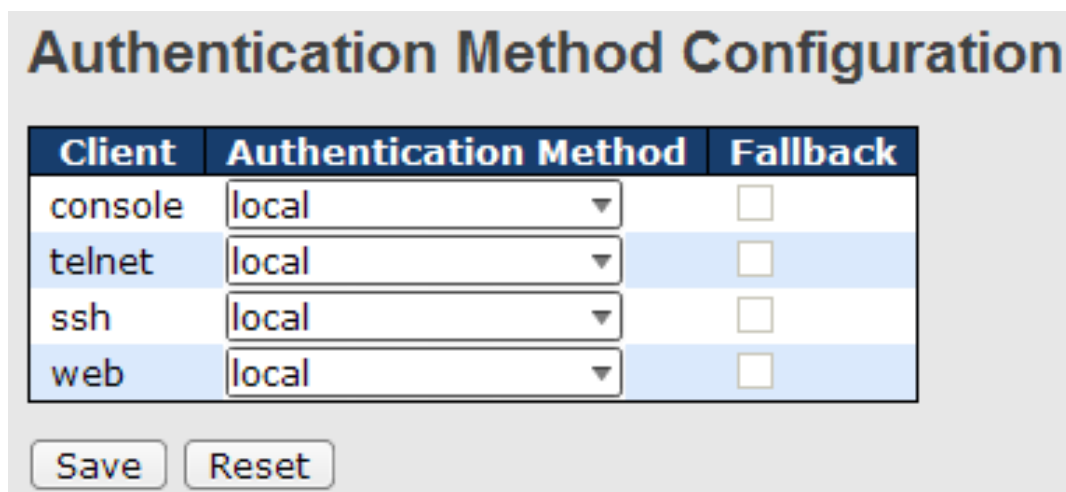 Authentication Method Configuration
Client Authentication Method Fallback
console local
telnet local
ssh local
web local
Save Reset